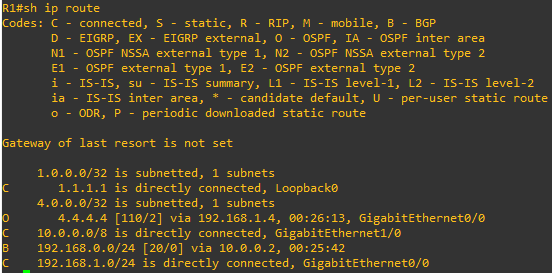 R1#sh ip route
Codes: C - connected, S - static, R - RIP, M - mobile, B - BGP
       D - EIGRP, EX - EIGRP external, O - OSPF, IA - OSPF inter area
       N1 - OSPF NSSA external type 1, N2 - OSPF NSSA external type 2
       E1 - OSPF external type 1, E2 - OSPF external type 2
       i - IS-IS, su - IS-IS summary, L1 - IS-IS level-1, L2 - IS-IS level-2
       ia - IS-IS inter area, * - candidate default, U - per-user static route
       o - ODR, P - periodic downloaded static route
Gateway of last resort is not set
     1.0.0.0/32 is subnetted, 1 subnets
C       1.1.1.1 is directly connected, Loopback0
     4.0.0.0/32 is subnetted, 1 subnets
O       4.4.4.4 [110/2] via 192.168.1.4, 00:26:13, GigabitEthernet0/0
C    10.0.0.0/8 is directly connected, GigabitEthernet1/0
B    192.168.0.0/24 [20/0] via 10.0.0.2, 00:25:42
C    192.168.1.0/24 is directly connected, GigabitEthernet0/0